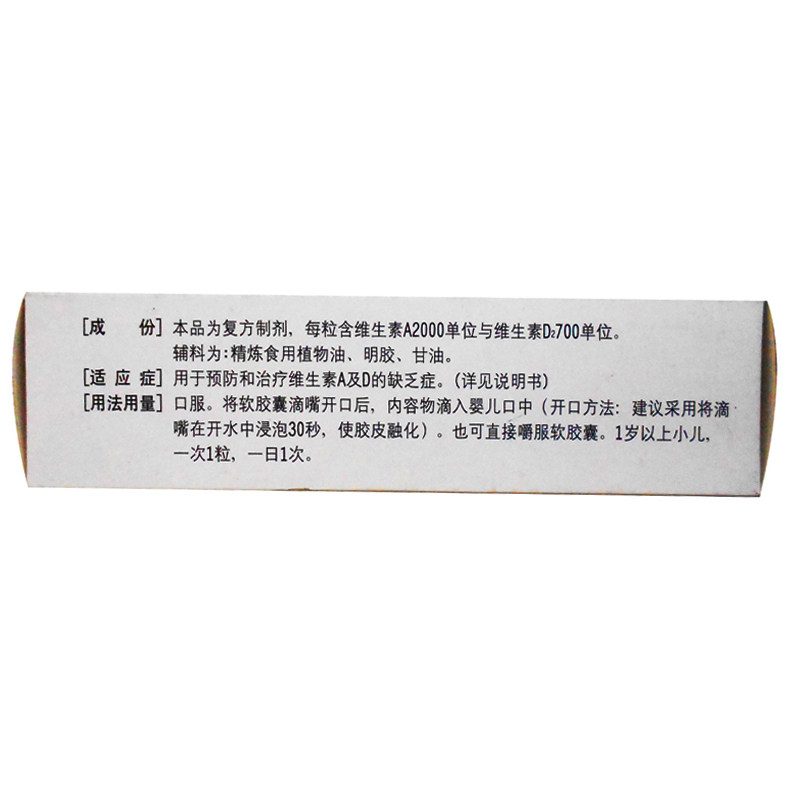 [成 份] 本品为复方制剂，每粒含维生素A2000单位与维生素D₂700单位。
辅料为：精炼食用植物油、明胶、甘油。
[适应症] 用于预防和治疗维生素A及D的缺乏症。（详见说明书）
[用法用量] 口服。将软胶囊滴嘴开口后，内容物滴入婴儿口中（开口方法：建议采用将滴
嘴在开水中浸泡30秒，使胶皮融化）。也可直接嚼服软胶囊。1岁以上小儿，
一次1粒，一日1次。